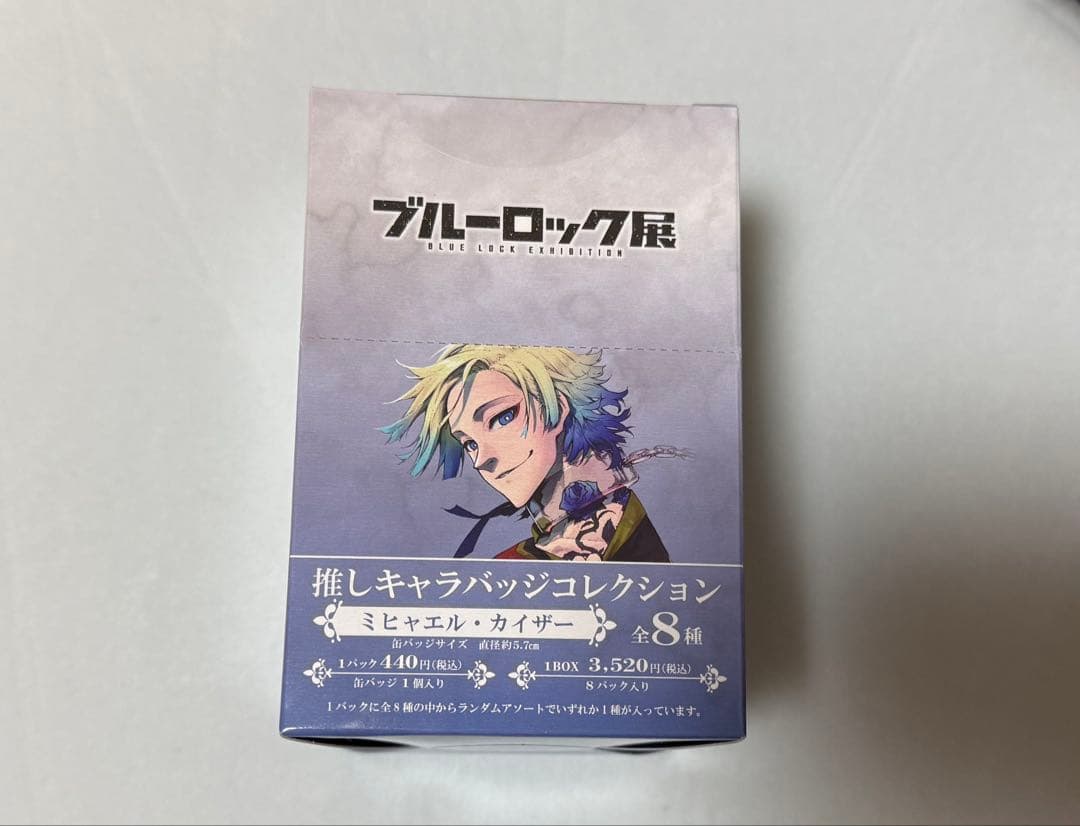 ブルーロック展
BLUE LOCK EXHIBITION
推しキャラバッジコレクション
ミヒャエル・カイザー
全8種
缶バッジサイズ 直径約5.7cm
1パック 440円(税込)
缶バッジ 1個入り
1BOX 3,520円(税込)
8パック入り
1パックに全8種の中からランダムアソートでいずれか1種が入っています。